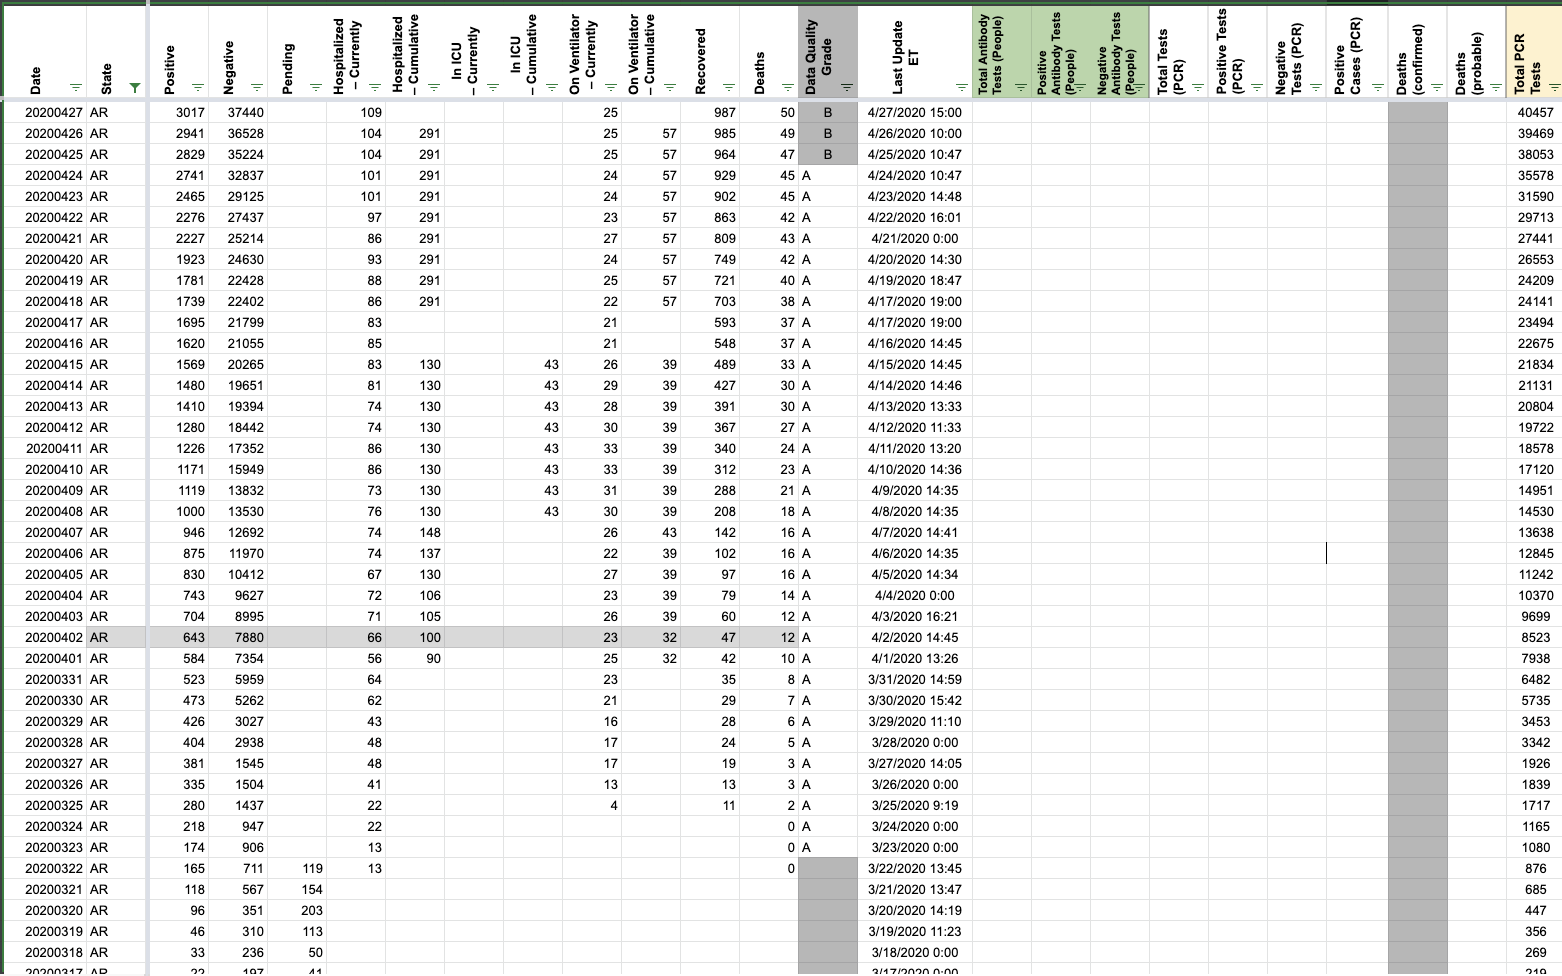 Date State Positive Negative Pending Hospitalized – Currently Hospitalized – Cumulative In ICU – Currently In ICU – Cumulative On Ventilator – Currently On Ventilator – Cumulative Recovered Deaths Data Quality Grade Last Update ET Total Antibody Tests (People) Positive Antibody Tests (People) Negative Antibody Tests (People) Total Tests (PCR) Positive Tests (PCR) Negative Tests (PCR) Positive Cases (PCR) Deaths (confirmed) Deaths (probable) Total PCR Tests
20200427 AR 3017 37440 109 25 987 50 B 4/27/2020 15:00 40457
20200426 AR 2941 36528 104 291 25 57 985 49 B 4/26/2020 10:00 39469
20200425 AR 2829 35224 104 291 25 57 964 47 B 4/25/2020 10:47 38053
20200424 AR 2741 32837 101 291 24 57 929 45 A 4/24/2020 10:47 35578
20200423 AR 2465 29125 101 291 24 57 902 45 A 4/23/2020 14:48 31590
20200422 AR 2276 27437 97 291 23 57 863 42 A 4/22/2020 16:01 29713
20200421 AR 2227 25214 86 291 27 57 809 43 A 4/21/2020 0:00 27441
20200420 AR 1923 24630 93 291 24 57 749 42 A 4/20/2020 14:30 26553
20200419 AR 1781 22428 88 291 25 57 721 40 A 4/19/2020 18:47 24209
20200418 AR 1739 22402 86 291 22 57 703 38 A 4/17/2020 19:00 24141
20200417 AR 1695 21799 83 21 593 37 A 4/17/2020 19:00 23494
20200416 AR 1620 21055 85 21 548 37 A 4/16/2020 14:45 22675
20200415 AR 1569 20265 83 130 43 26 39 489 33 A 4/15/2020 14:45 21834
20200414 AR 1480 19651 81 130 43 29 39 427 30 A 4/14/2020 14:46 21131
20200413 AR 1410 19394 74 130 43 28 39 391 30 A 4/13/2020 13:33 20804
20200412 AR 1280 18442 74 130 43 30 39 367 27 A 4/12/2020 11:33 19722
20200411 AR 1226 17352 86 130 43 33 39 340 24 A 4/11/2020 13:20 18578
20200410 AR 1171 15949 86 130 43 33 39 312 23 A 4/10/2020 14:36 17120
20200409 AR 1119 13832 73 130 43 31 39 288 21 A 4/9/2020 14:35 14951
20200408 AR 1000 13530 76 130 43 30 39 208 18 A 4/8/2020 14:35 14530
20200407 AR 946 12692 74 148 26 43 142 16 A 4/7/2020 14:41 13638
20200406 AR 875 11970 74 137 22 39 102 16 A 4/6/2020 14:35 12845
20200405 AR 830 10412 67 130 27 39 97 16 A 4/5/2020 14:34 11242
20200404 AR 743 9627 72 106 23 39 79 14 A 4/4/2020 0:00 10370
20200403 AR 704 8995 71 105 26 39 60 12 A 4/3/2020 16:21 9699
20200402 AR 643 7880 66 100 23 32 47 12 A 4/2/2020 14:45 8523
20200401 AR 584 7354 56 90 25 32 42 10 A 4/1/2020 13:26 7938
20200331 AR 523 5959 64 23 35 8 A 3/31/2020 14:59 6482
20200330 AR 473 5262 62 21 29 7 A 3/30/2020 15:42 5735
20200329 AR 426 3027 43 16 28 6 A 3/29/2020 11:10 3453
20200328 AR 404 2938 48 17 24 5 A 3/28/2020 0:00 3342
20200327 AR 381 1545 48 17 19 3 A 3/27/2020 14:05 1926
20200326 AR 335 1504 41 13 13 3 A 3/26/2020 0:00 1839
20200325 AR 280 1437 22 4 11 2 A 3/25/2020 9:19 1717
20200324 AR 218 947 22 0 A 3/24/2020 0:00 1165
20200323 AR 174 906 13 0 A 3/23/2020 0:00 1080
20200322 AR 165 711 119 13 0 3/22/2020 13:45 876
20200321 AR 118 567 154 3/21/2020 13:47 685
20200320 AR 96 351 203 3/20/2020 14:19 447
20200319 AR 46 310 113 3/19/2020 11:23 356
20200318 AR 33 236 50 3/18/2020 0:00 269
20200317 AR 22 197 41 3/17/2020 0:00 219